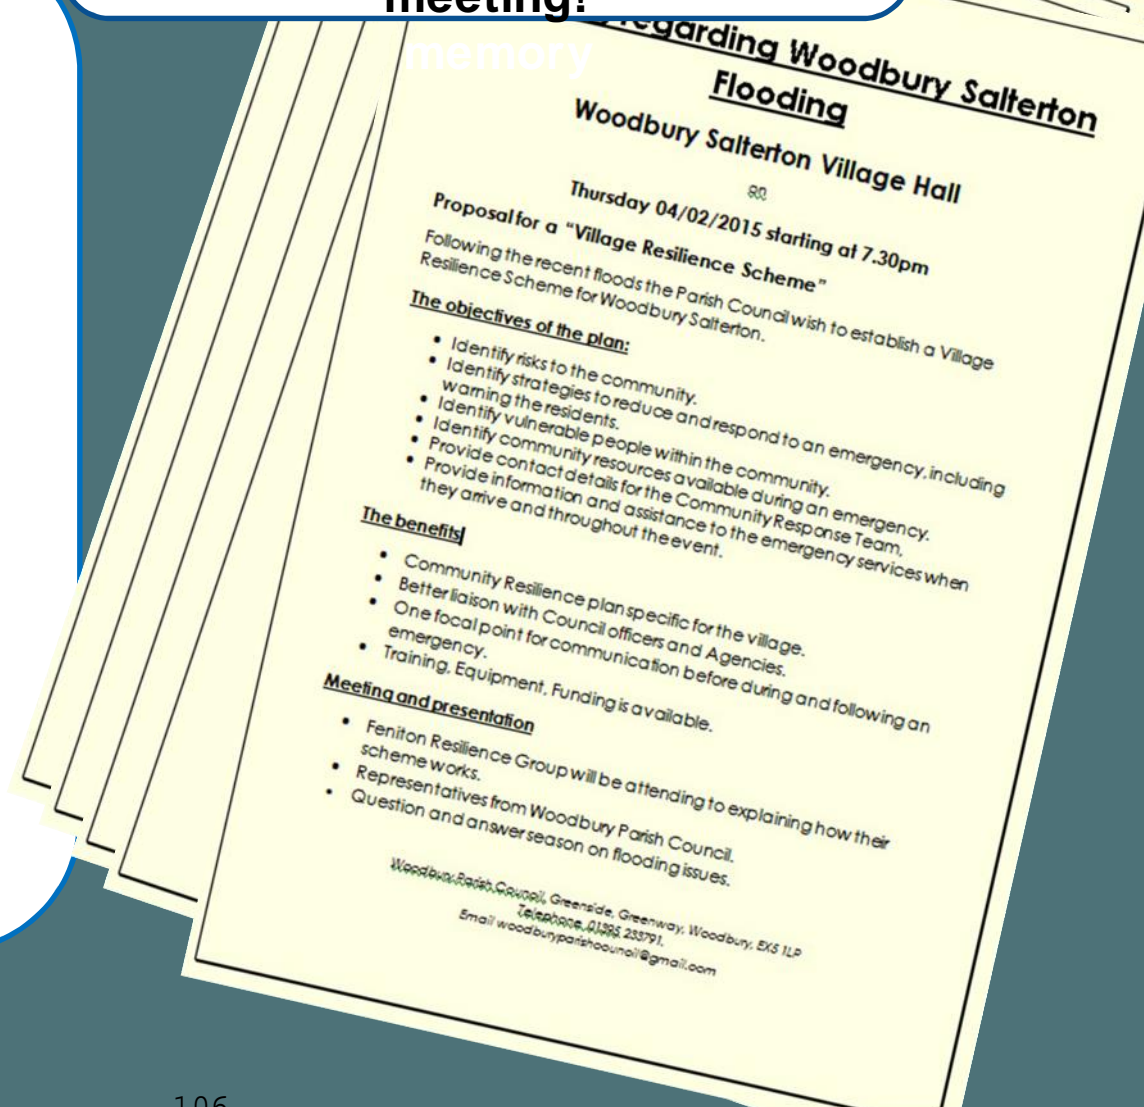 meeting!
memory
regarding Woodbury Salterton
Flooding
Woodbury Salterton Village Hall
Thursday 04/02/2015 starting at 7.30pm
Proposal for a “Village Resilience Scheme”
Following the recent floods the Parish Council wish to establish a Village
Resilience Scheme for Woodbury Salterton.
The objectives of the plan:
• Identify risks to the community.
• Identify strategies to reduce and respond to an emergency, including
warning the residents.
• Identify vulnerable people within the community.
• Identify community resources available during an emergency.
• Provide contact details for the Community Response Team,
• Provide information and assistance to the emergency services when
they arrive and throughout the event.
The benefits
• Community Resilience plan specific for the village.
• Better liaison with Council officers and Agencies.
• One focal point for communication before during and following an
emergency.
• Training, Equipment, Funding is available.
Meeting and presentation
• Feniton Resilience Group will be attending to explaining how their
scheme works.
• Representatives from Woodbury Parish Council.
• Question and answer season on flooding issues.
Woodbury Parish Council, Greenside, Greenway, Woodbury, EX5 1LP
Telephone, 01395 233791,
Email woodburyparishcouncil@gmail.com
106